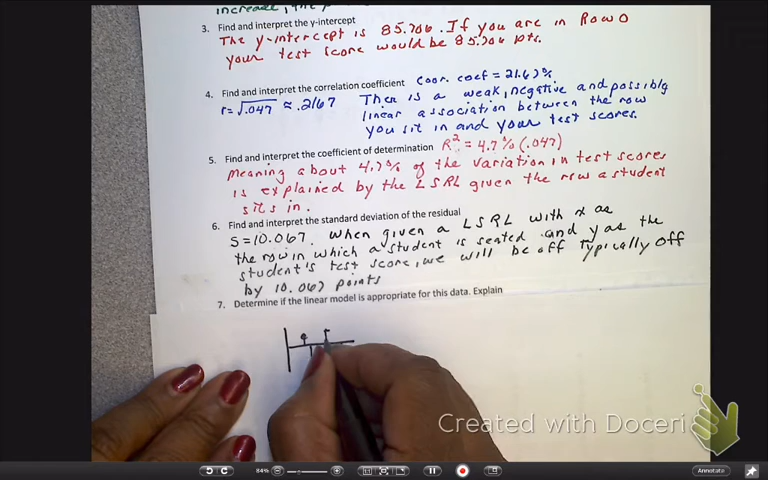 increase, the
3. Find and interpret the y-intercept
The y-intercept is 85.706. If you are in Row 0
your test score would be 85.706 pts.
4. Find and interpret the correlation coefficient Coor. coef = 21.67%
r=√.047 ≈ .2167 Then is a weak, negative and possibly
linear association between the row
you sit in and your test scores.
5. Find and interpret the coefficient of determination R² = 4.7% (.047)
Meaning about 4.7% of the variation in test scores
is explained by the LSRL given the row a student
sits in.
6. Find and interpret the standard deviation of the residual
S=10.067. When given a LSRL with x as
the row in which a student is seated and y as the
student's test score, we will be off typically off
by 10.067 points
7. Determine if the linear model is appropriate for this data. Explain
Created with Doceri
84%
Annotate